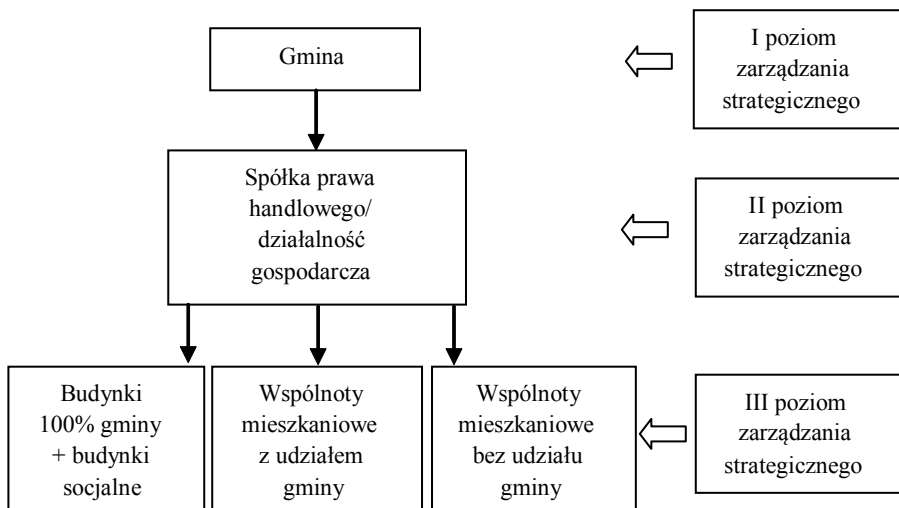 Gmina
I poziom
zarządzania
strategicznego
Spółka prawa
handlowego/
działalność
gospodarcza
II poziom
zarządzania
strategicznego
Budynki
100% gminy
+ budynki
socjalne
Wspólnoty
mieszkaniowe
z udziałem
gminy
Wspólnoty
mieszkaniowe
bez udziału
gminy
III poziom
zarządzania
strategicznego